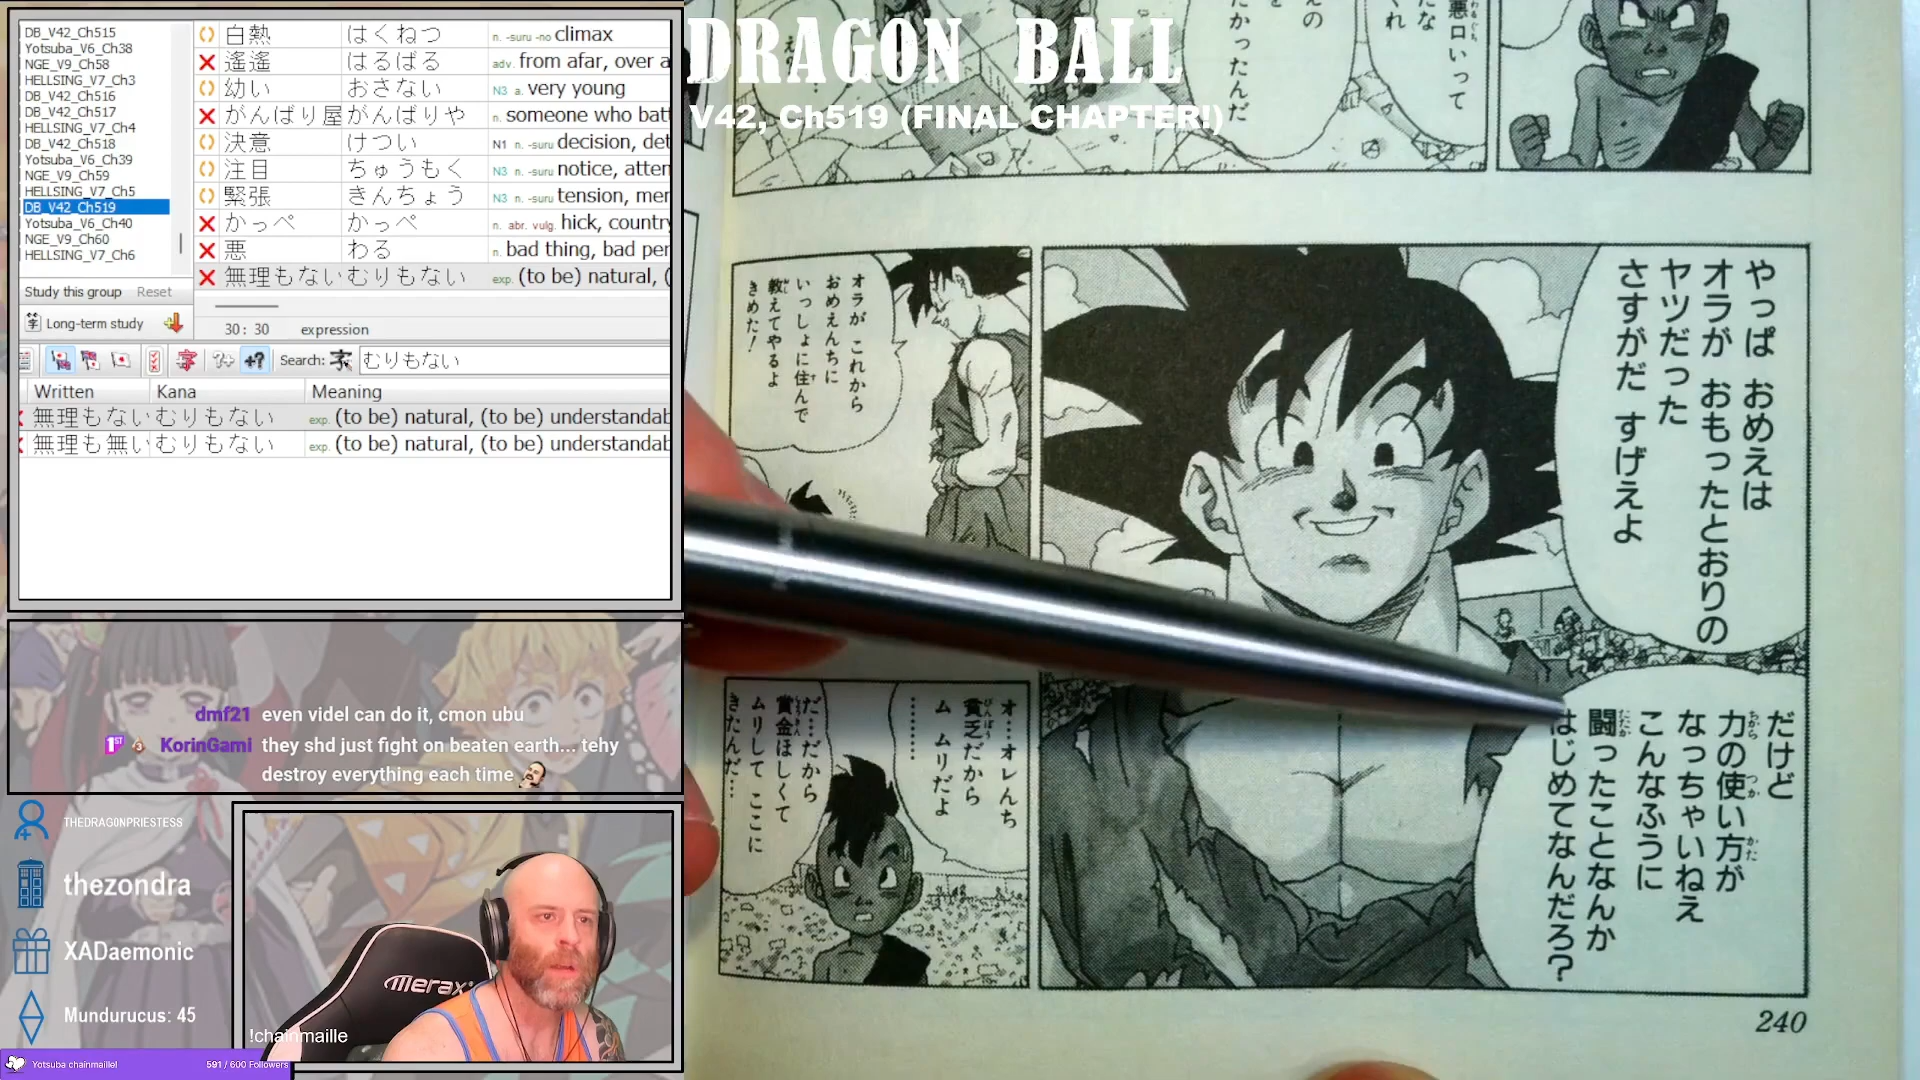 DB_V42_Ch515
Yotsuba_V6_Ch38
NGE_V9_Ch58
HELLSING_V7_Ch3
DB_V42_Ch516
DB_V42_Ch517
HELLSING_V7_Ch4
DB_V42_Ch518
Yotsuba_V6_Ch39
NGE_V9_Ch59
HELLSING_V7_Ch5
DB_V42_Ch519
Yotsuba_V6_Ch40
NGE_V9_Ch60
HELLSING_V7_Ch6
Study this group Reset
Long-term study
白熱 はくねつ n. -suru -no climax
遙遙 はるばる adv. from afar, over a
幼い おさない N3 a. very young
がんばり屋 がんばりや n. someone who batt
決意 けつい N1 n. -suru decision, det
注目 ちゅうもく N3 n. -suru notice, atten
緊張 きんちょう N3 n. -suru tension, mer
かっぺ かっぺ n. abr. vulg. hick, country
悪 わる n. bad thing, bad per
無理もない むりもない exp. (to be) natural, (
30: 30 expression
Search: むりもない
Written Kana Meaning
無理もない むりもない exp. (to be) natural, (to be) understandab
無理も無い むりもない exp. (to be) natural, (to be) understandab
dmf21 even videl can do it, cmon ubu
1ST KorinGami they shd just fight on beaten earth... tehy
destroy everything each time
THEDRAGONPRIESTESS
thezondra
XADaemonic
Mundurucus: 45
Yotsuba chainmaille!
591 / 600 Followers
merax
!chainmaille
DRAGON BALL
V42, Ch519 (FINAL CHAPTER!)
悪口いって
たかったんだ
やっぱ おめえは
オラが おもったとおりの
ヤツだった
さすがだ すげえよ
だけど
力の使い方が
なっちゃいねえ
こんなふうに
闘ったことなんか
はじめてなんだろ?
オラが これから
おめえんちに
いっしょに住んで
教えてやるよ
きめた!
オ…オレんち
貧乏だから
ム ムリだよ
………
だ…だから
賞金ほしくて
ムリして ここに
きたんだ…
240